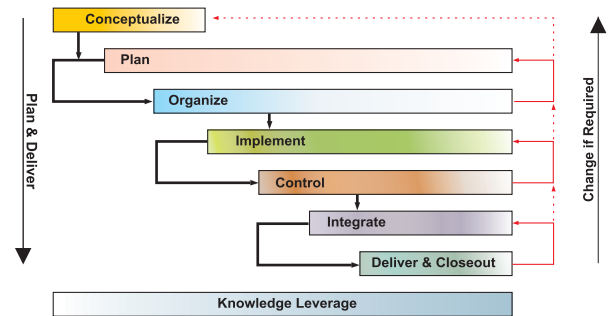 Conceptualize
Plan
Organize
Implement
Control
Integrate
Deliver & Closeout
Knowledge Leverage
Plan & Deliver
Change if Required